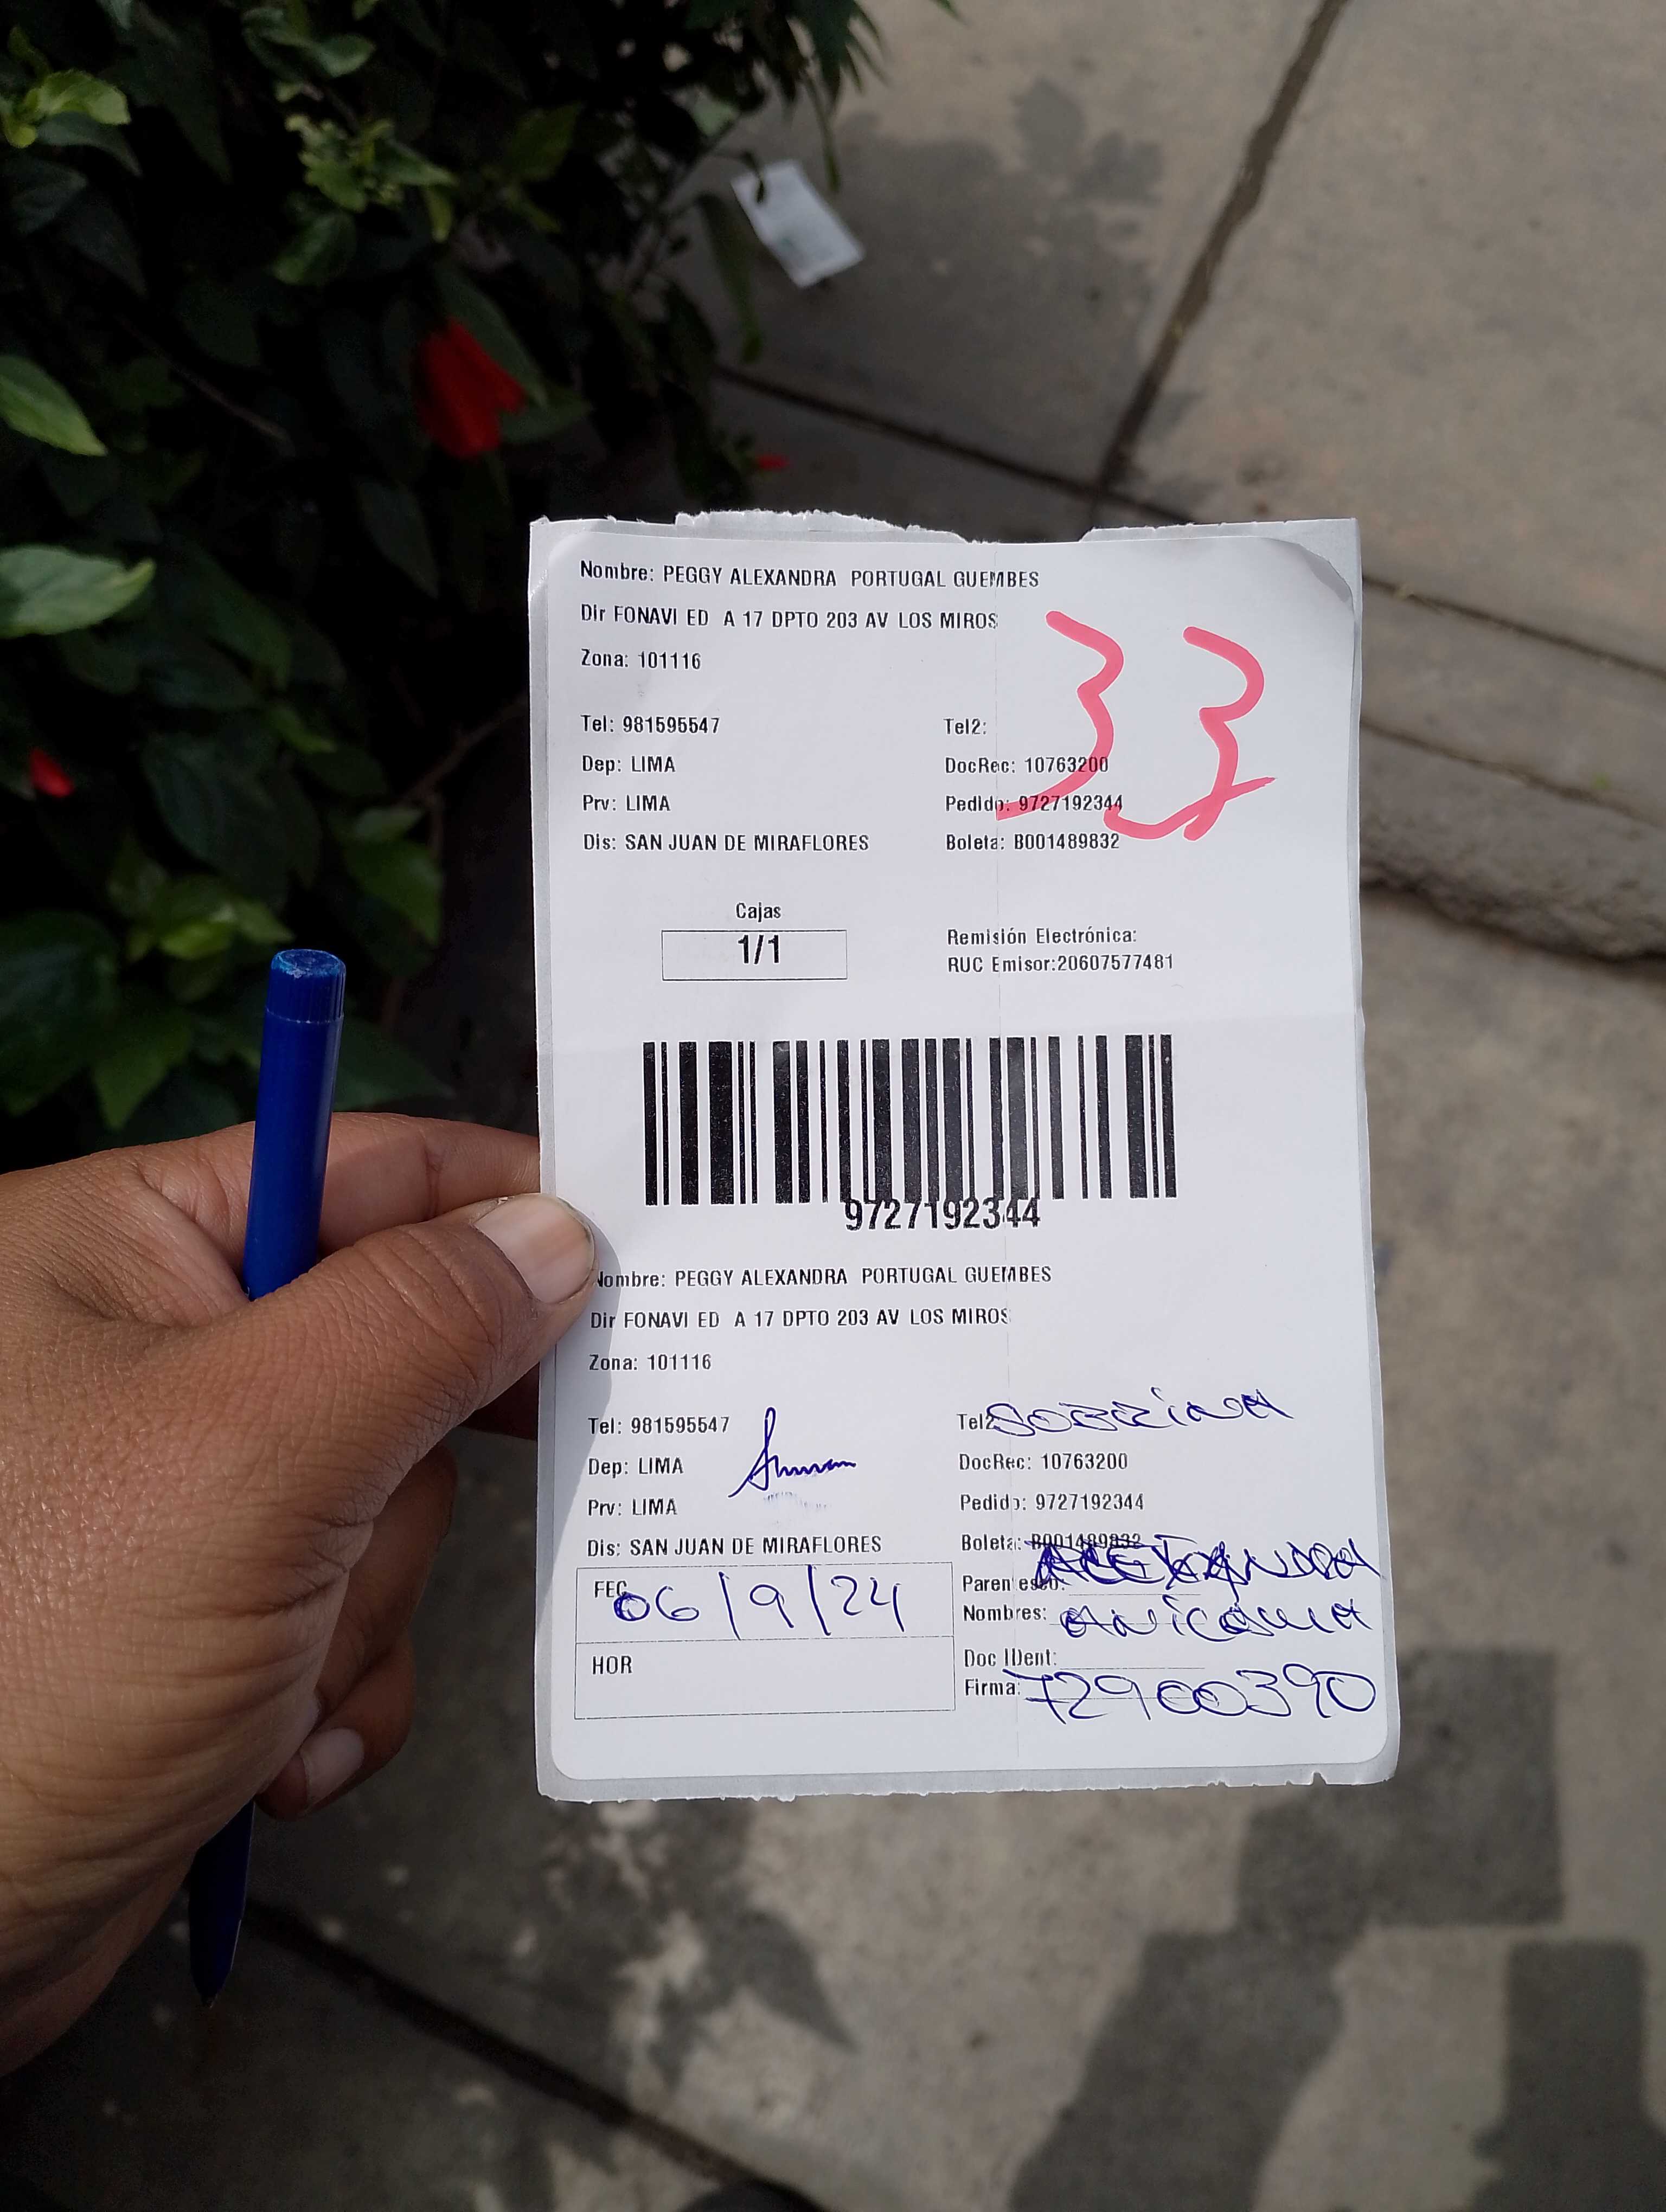 Nombre: PEGGY ALEXANDRA PORTUGAL GUEMBES
Dir FONAVI ED A 17 DPTO 203 AV LOS MIROS
Zona: 101116
33
Tel: 981595547 Tel2:
Dep: LIMA DocRec: 10763200
Prv: LIMA Pedido: 9727192344
Dis: SAN JUAN DE MIRAFLORES Boleta: B001489832
Cajas
1/1
Remisión Electrónica:
RUC Emisor:20607577481
9727192344
Nombre: PEGGY ALEXANDRA PORTUGAL GUEMBES
Dir FONAVI ED A 17 DPTO 203 AV LOS MIROS
Zona: 101116
Tel: 981595547 Tel2 SOBRINA
Dep: LIMA DocRec: 10763200
Prv: LIMA Pedido: 9727192344
Dis: SAN JUAN DE MIRAFLORES Boleta: B001489832
FEC 06/9/24
HOR
Parentesco: ALEXANDRA
Nombres: ANICAMA
Doc IDent:
Firma: 72900390